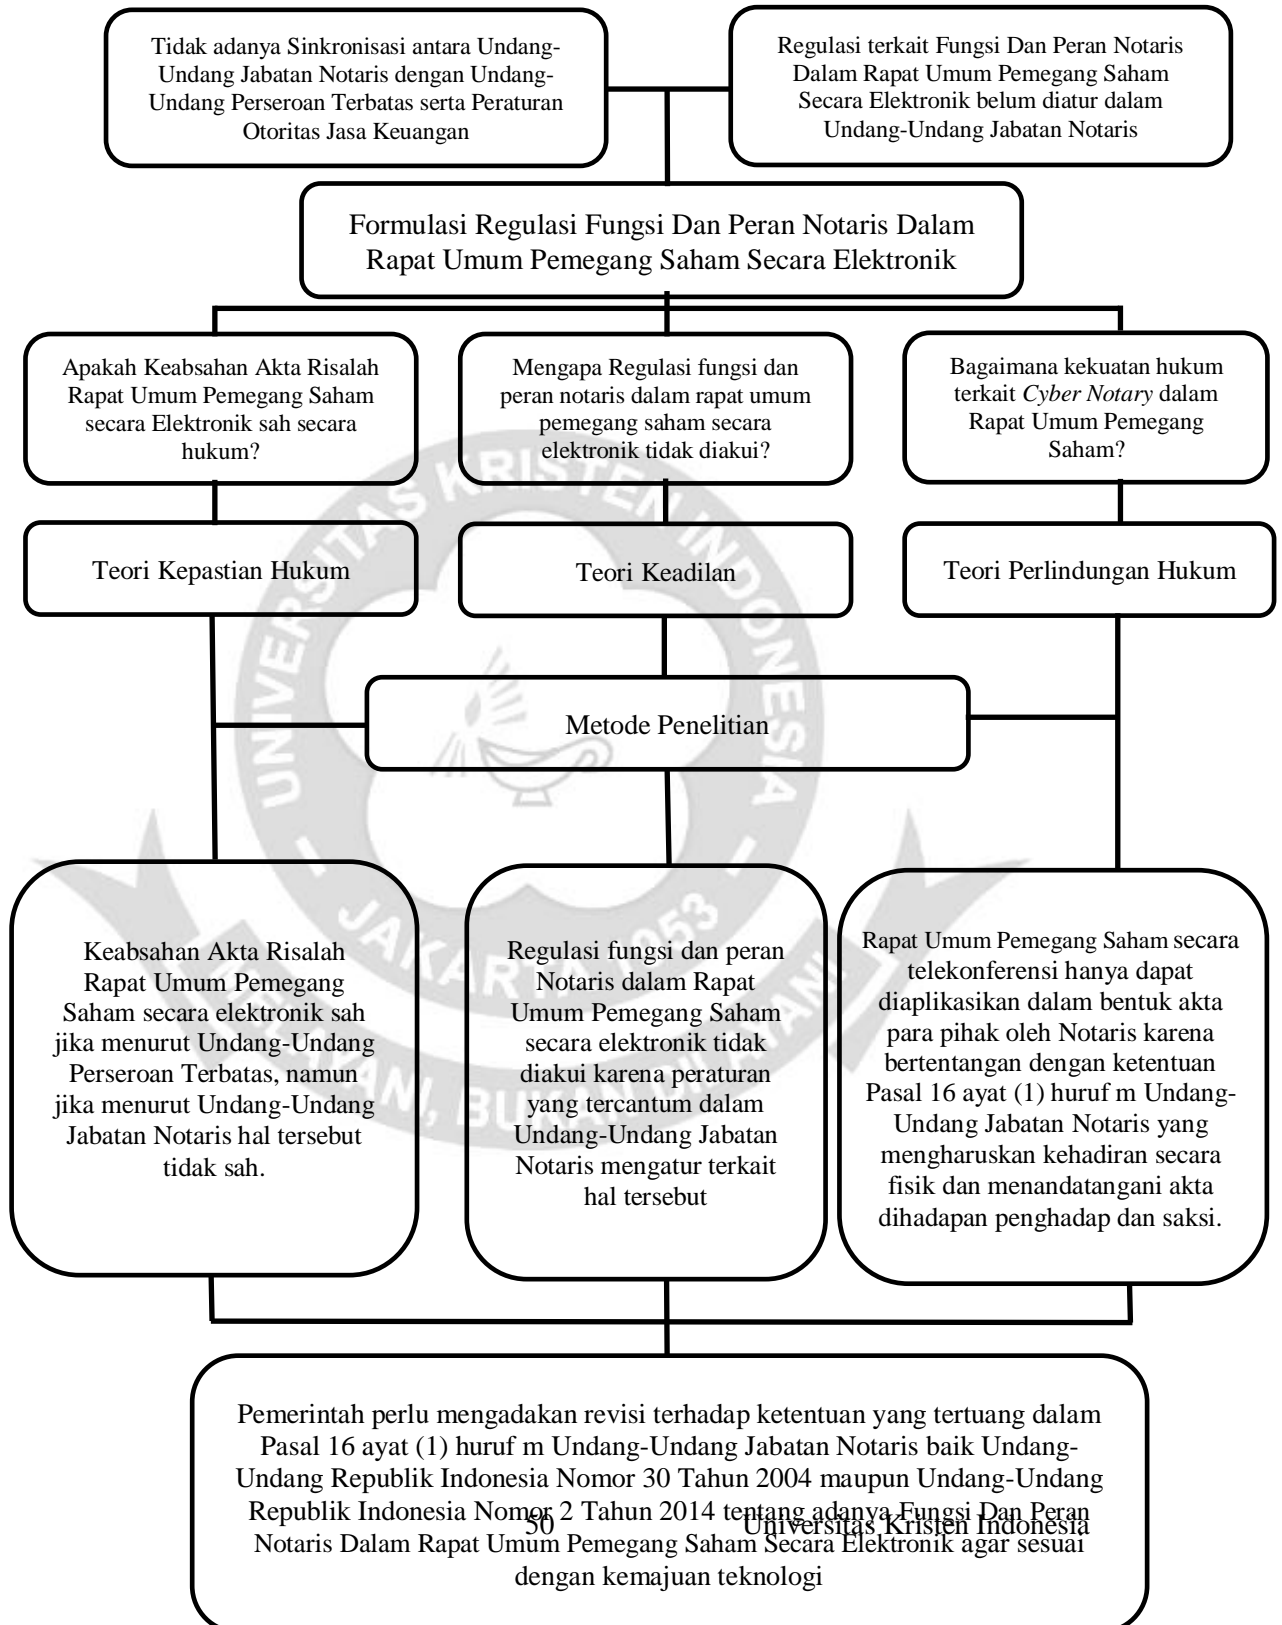 Tidak adanya Sinkronisasi antara Undang-
Undang Jabatan Notaris dengan Undang-
Undang Perseroan Terbatas serta Peraturan
Otoritas Jasa Keuangan
Regulasi terkait Fungsi Dan Peran Notaris
Dalam Rapat Umum Pemegang Saham
Secara Elektronik belum diatur dalam
Undang-Undang Jabatan Notaris
Formulasi Regulasi Fungsi Dan Peran Notaris Dalam
Rapat Umum Pemegang Saham Secara Elektronik
Apakah Keabsahan Akta Risalah
Rapat Umum Pemegang Saham
secara Elektronik sah secara
hukum?
Mengapa Regulasi fungsi dan
peran notaris dalam rapat umum
pemegang saham secara
elektronik tidak diakui?
Bagaimana kekuatan hukum
terkait Cyber Notary dalam
Rapat Umum Pemegang
Saham?
Teori Kepastian Hukum
Teori Keadilan
Teori Perlindungan Hukum
Metode Penelitian
Keabsahan Akta Risalah
Rapat Umum Pemegang
Saham secara elektronik sah
jika menurut Undang-Undang
Perseroan Terbatas, namun
jika menurut Undang-Undang
Jabatan Notaris hal tersebut
tidak sah.
Regulasi fungsi dan peran
Notaris dalam Rapat
Umum Pemegang Saham
secara elektronik tidak
diakui karena peraturan
yang tercantum dalam
Undang-Undang Jabatan
Notaris mengatur terkait
hal tersebut
Rapat Umum Pemegang Saham secara
telekonferensi hanya dapat
diaplikasikan dalam bentuk akta
para pihak oleh Notaris karena
bertentangan dengan ketentuan
Pasal 16 ayat (1) huruf m Undang-
Undang Jabatan Notaris yang
mengharuskan kehadiran secara
fisik dan menandatangani akta
dihadapan penghadap dan saksi.
Pemerintah perlu mengadakan revisi terhadap ketentuan yang tertuang dalam
Pasal 16 ayat (1) huruf m Undang-Undang Jabatan Notaris baik Undang-
Undang Republik Indonesia Nomor 30 Tahun 2004 maupun Undang-Undang
Republik Indonesia Nomor 2 Tahun 2014 tentang adanya Fungsi Dan Peran
Notaris Dalam Rapat Umum Pemegang Saham Secara Elektronik agar sesuai
dengan kemajuan teknologi
50
Universitas Kristen Indonesia
UNIVERSITAS KRISTEN INDONESIA
JAKARTA 1953
MELAYANI, BUKAN DILAYANI